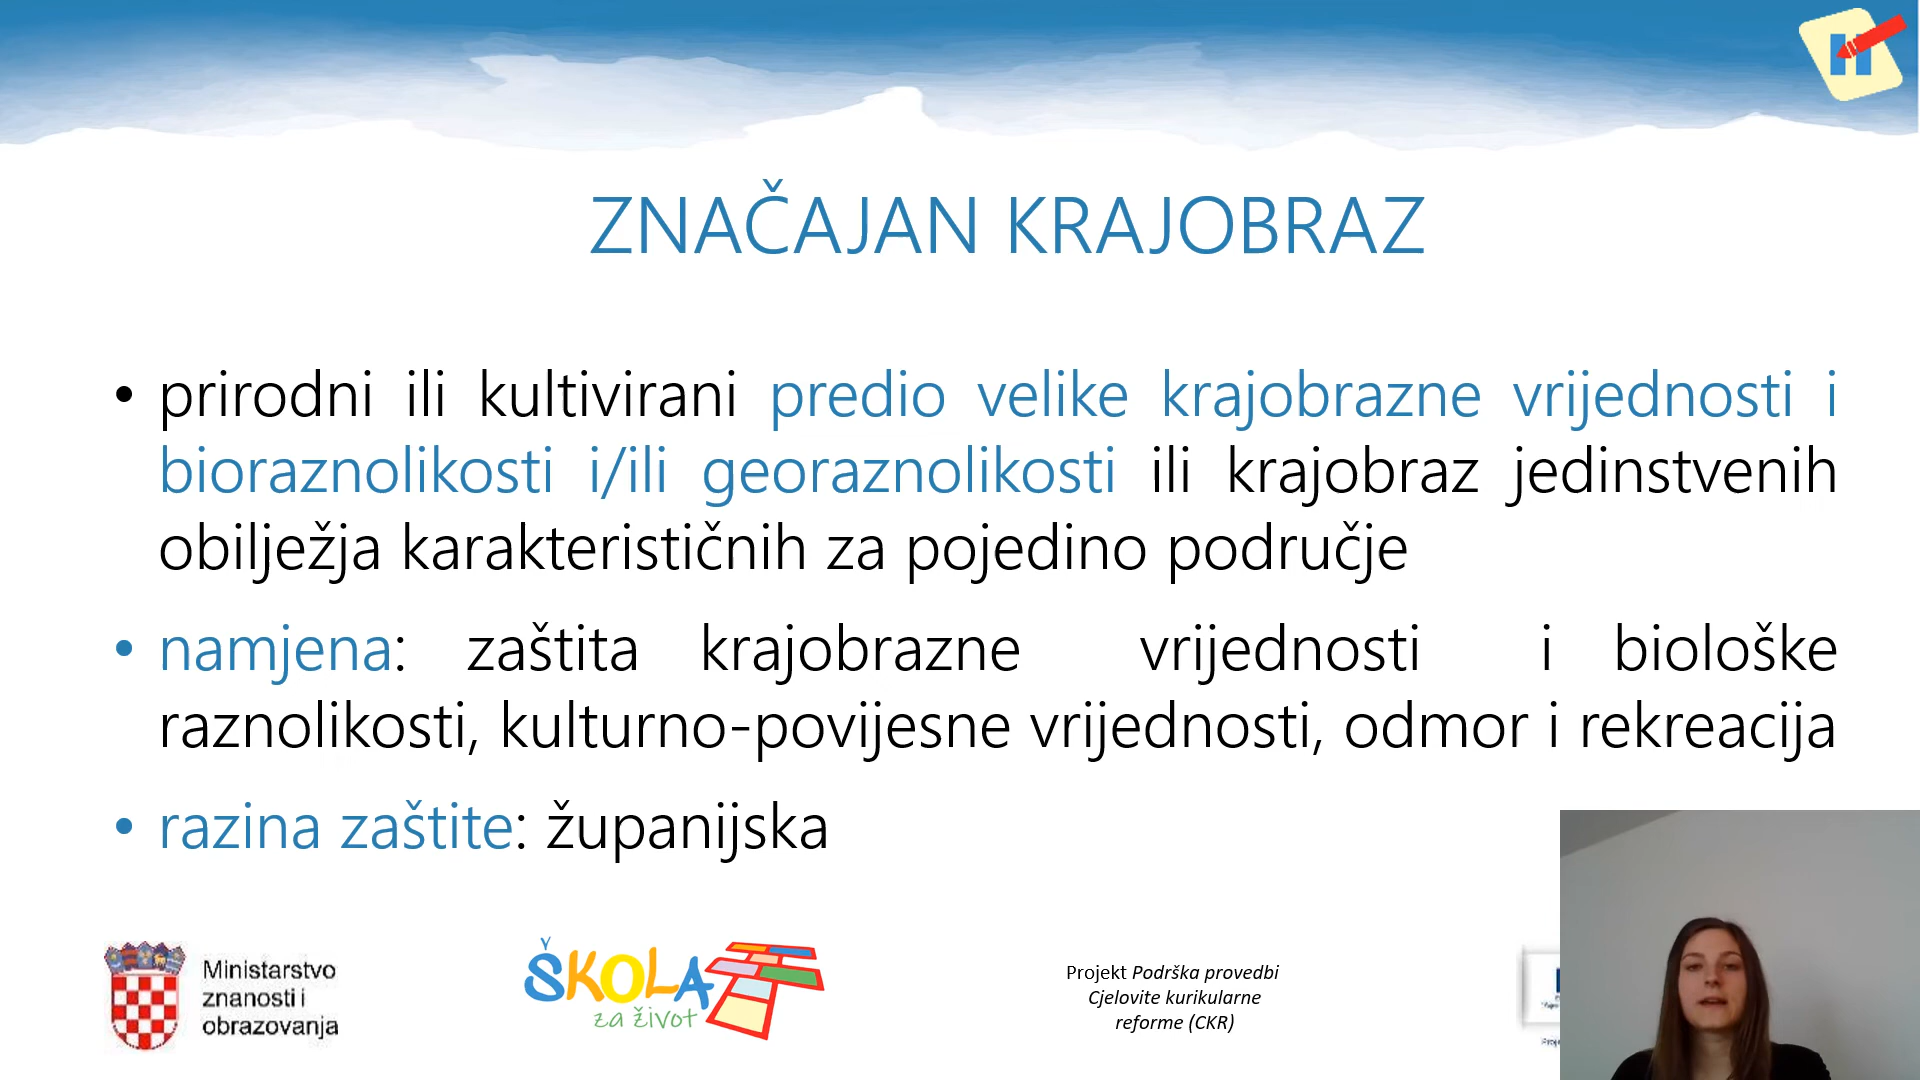 ZNAČAJAN KRAJOBRAZ
• prirodni ili kultivirani predio velike krajobrazne vrijednosti i
bioraznolikosti i/ili georaznolikosti ili krajobraz jedinstvenih
obilježja karakterističnih za pojedino područje
• namjena: zaštita krajobrazne vrijednosti i biološke
raznolikosti, kulturno-povijesne vrijednosti, odmor i rekreacija
• razina zaštite: županijska
Ministarstvo
znanosti i
obrazovanja
ŠKOLA
za život
Projekt Podrška provedbi
Cjelovite kurikularne
reforme (CKR)